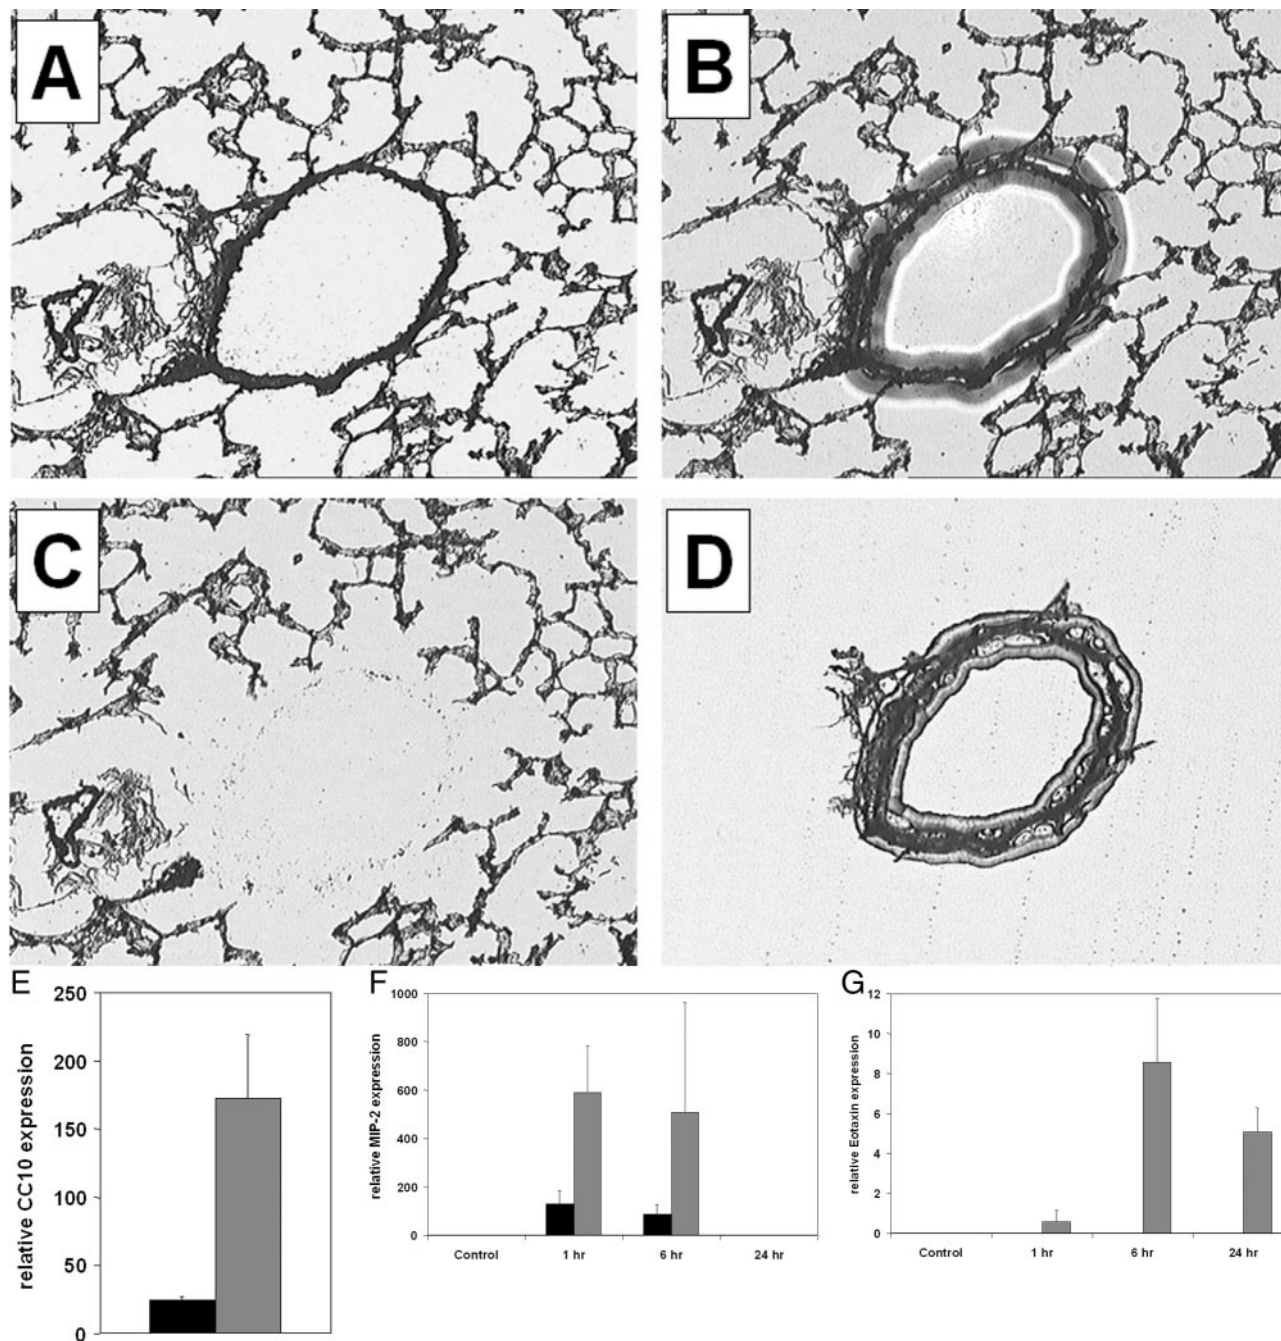 A
B
C
D
E
250
200
150
100
50
0
relative CC10 expression
F
1000
800
600
400
200
0
relative MIP-2 expression
Control 1 hr 6 hr 24 hr
G
12
10
8
6
4
2
0
relative Eotaxin expression
Control 1 hr 6 hr 24 hr